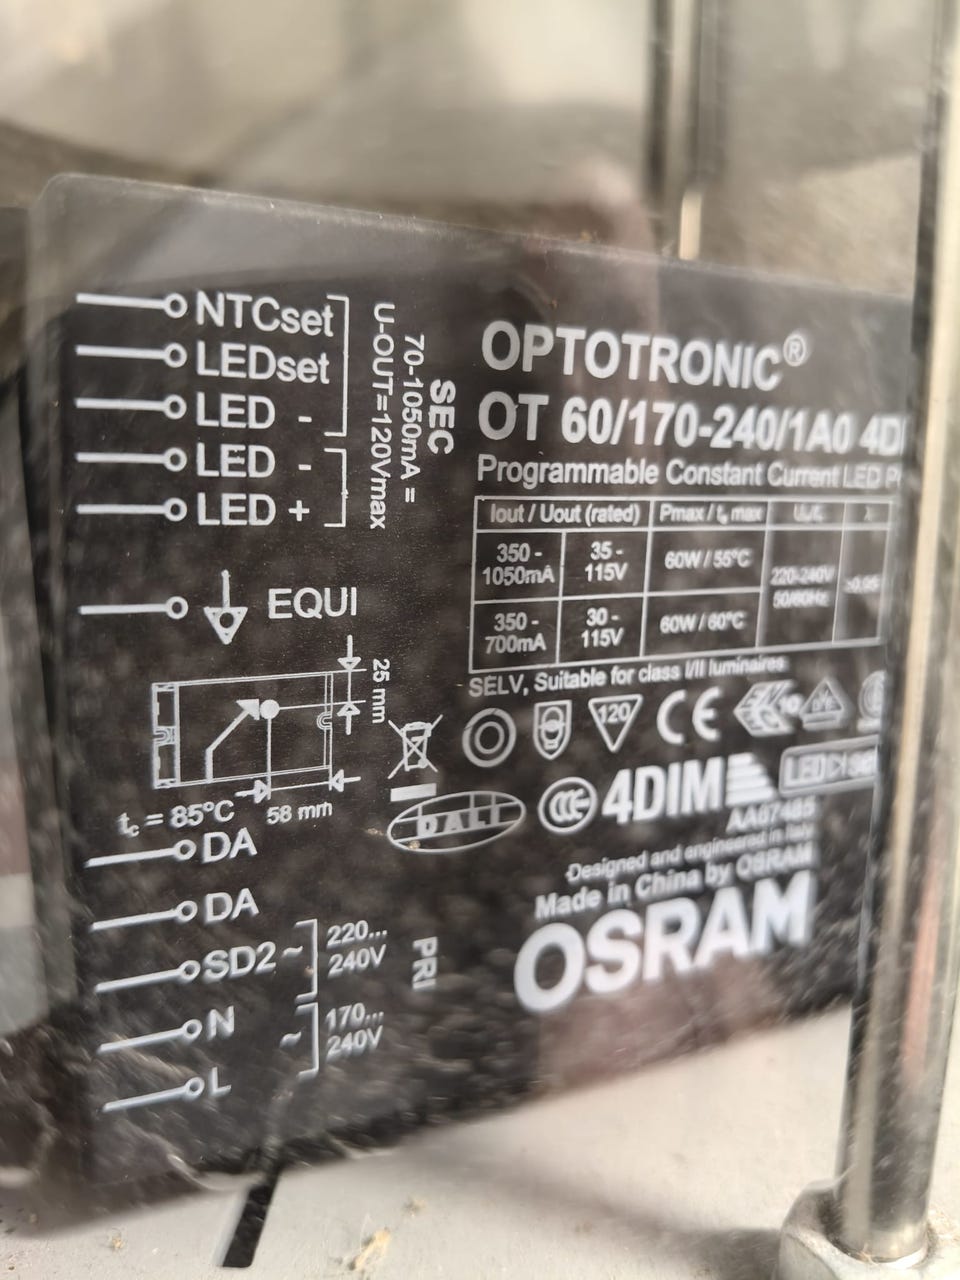 NTCset
LEDset
LED -
LED -
LED +
SEC
70-1050mA =
U-OUT=120Vmax
EQUI
25 mm
58 mm
tc = 85°C
DA
DA
SD2 ~
220...
240V
N
~
170...
240V
L
PRI
OPTOTRONIC®
OT 60/170-240/1A0 4DI
Programmable Constant Current LED P
Iout / Uout (rated)
Pmax / ta max
350 -
1050mA
35 -
115V
60W / 55°C
220-240V
50/60Hz
350 -
700mA
30 -
115V
60W / 60°C
SELV, Suitable for class I/II luminaires
120
CE
10
CCC
4DIM
DALI
AA67485
Designed and engineered in Italy
Made in China by OSRAM
OSRAM